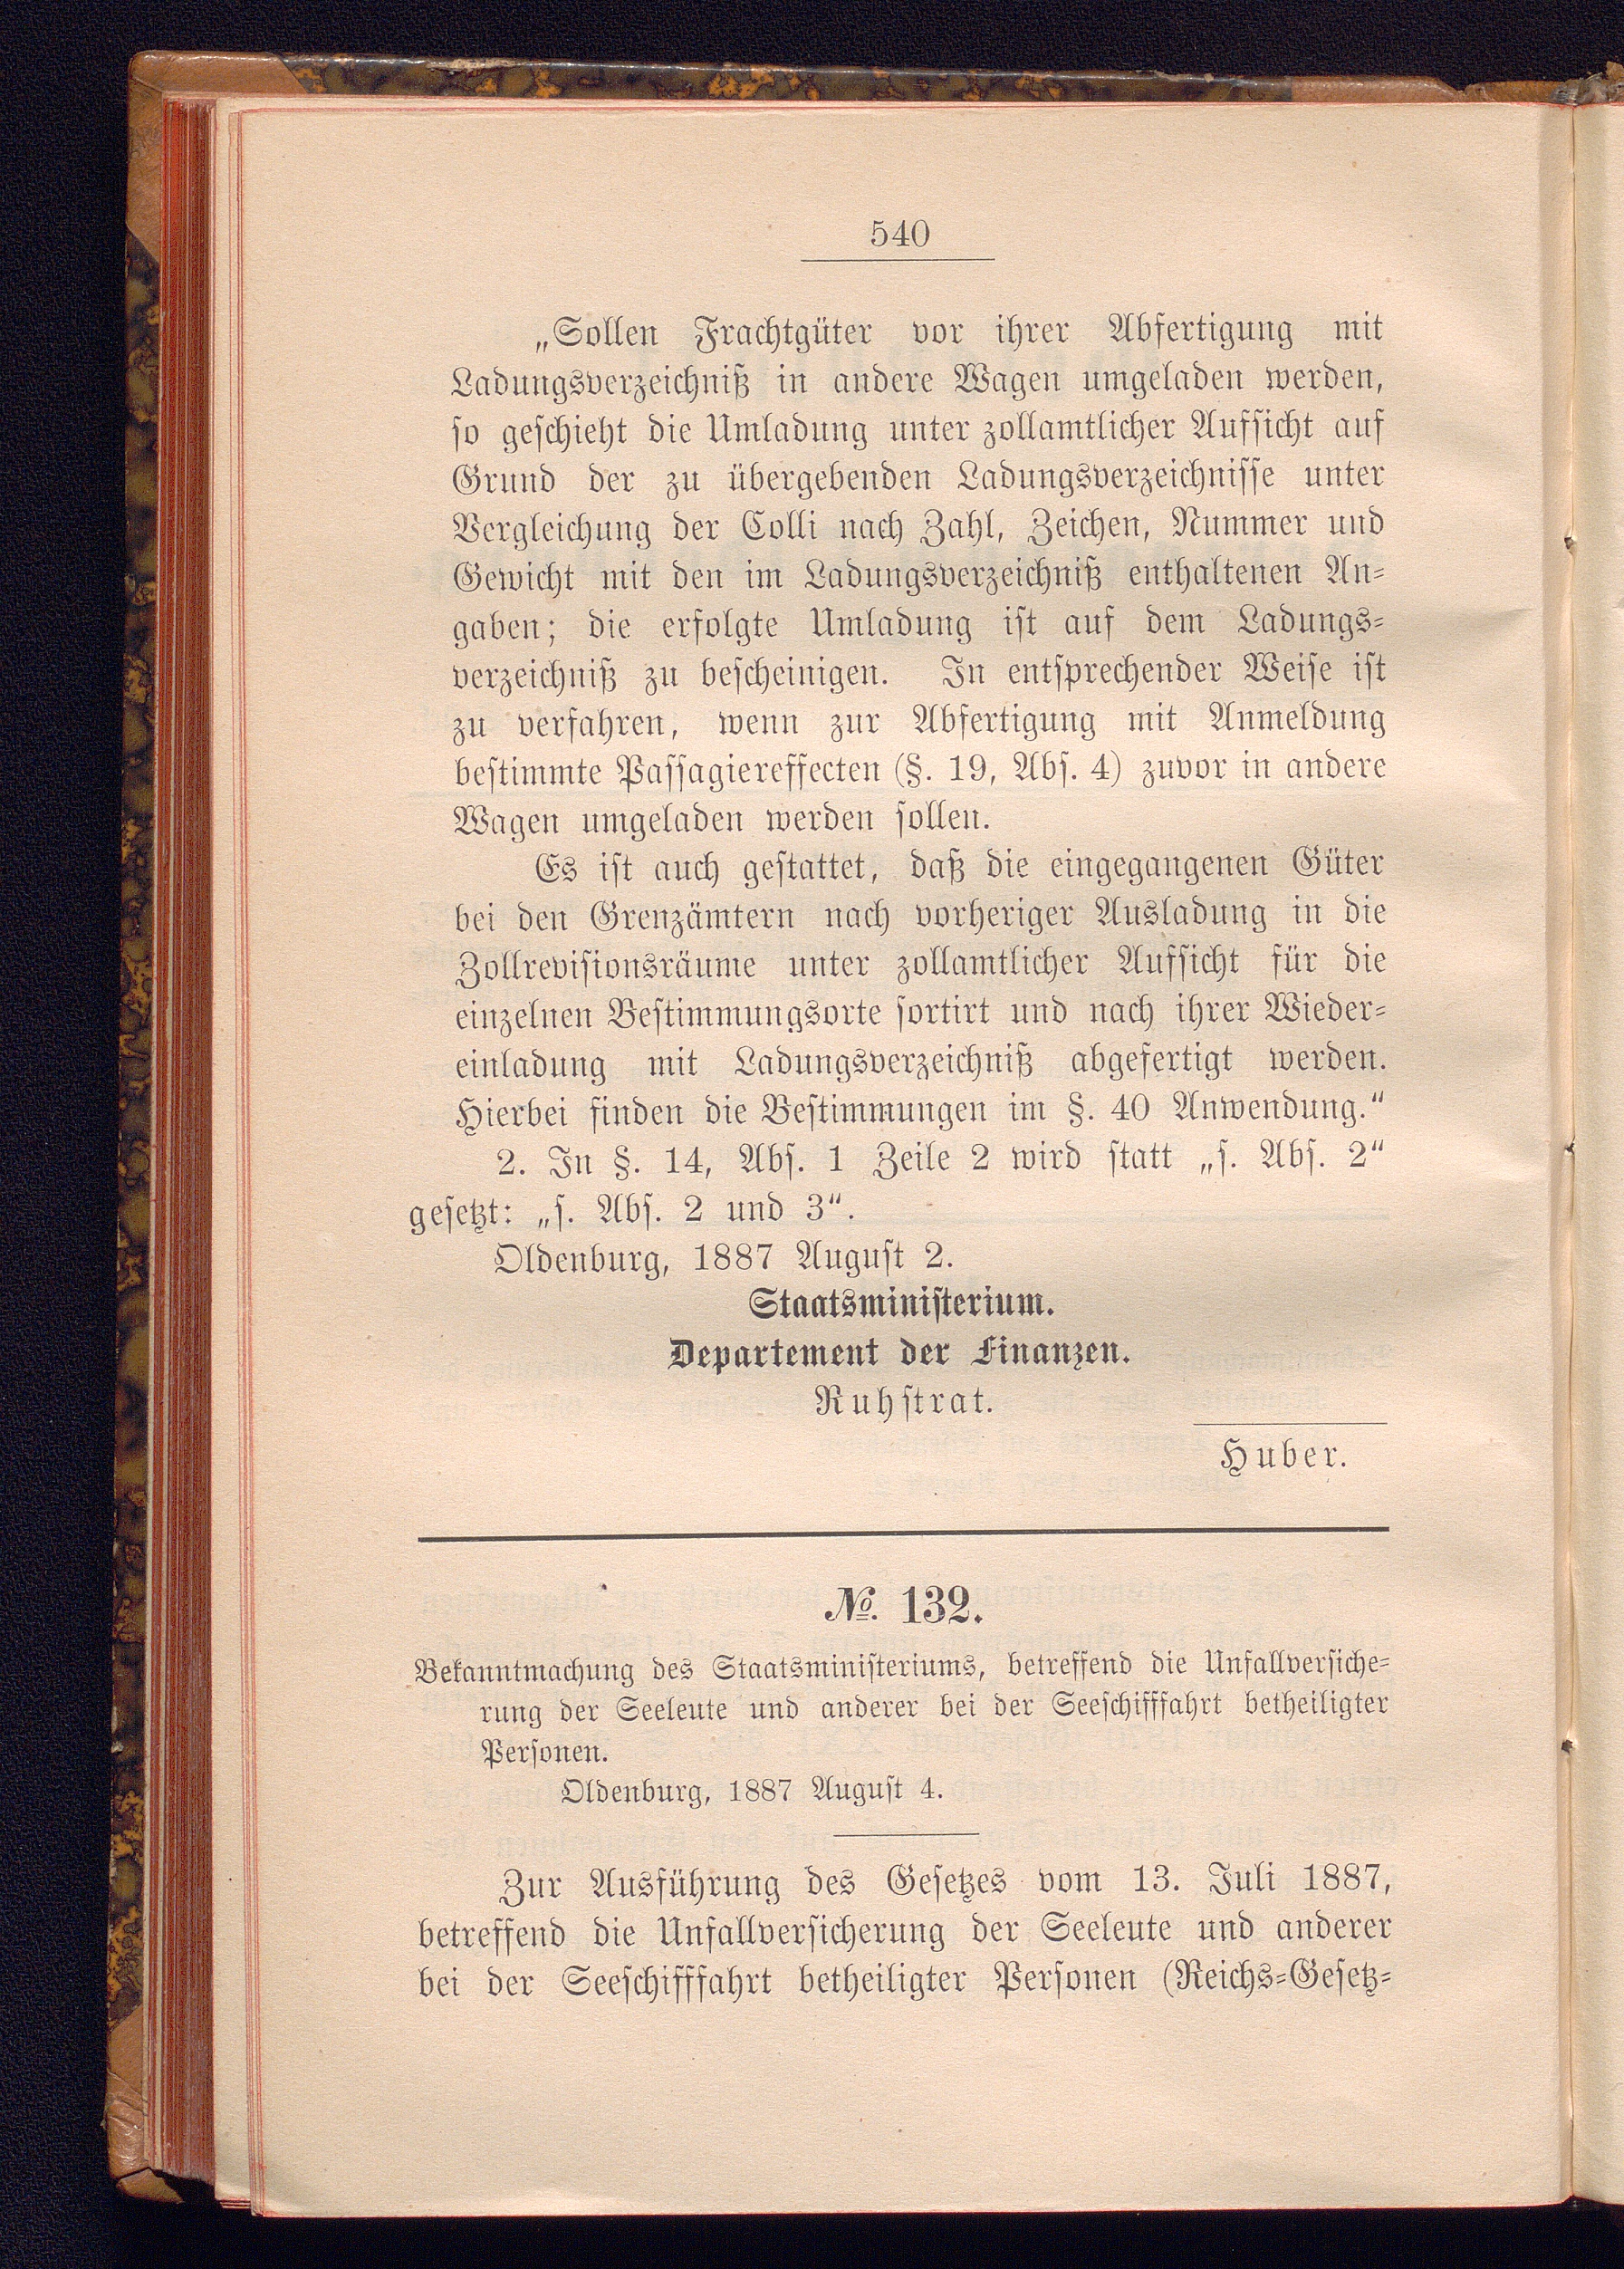 540
„Sollen Frachtgüter vor ihrer Abfertigung mit
Ladungsverzeichniß in andere Wagen umgeladen werden,
so geschieht die Umladung unter zollamtlicher Aufsicht auf
Grund der zu übergebenden Ladungsverzeichnisse unter
Vergleichung der Colli nach Zahl, Zeichen, Nummer und
Gewicht mit den im Ladungsverzeichniß enthaltenen An-
gaben; die erfolgte Umladung ist auf dem Ladungs-
verzeichniß zu bescheinigen. In entsprechender Weise ist
zu verfahren, wenn zur Abfertigung mit Anmeldung
bestimmte Passagiereffecten (§. 19, Abs. 4) zuvor in andere
Wagen umgeladen werden sollen.
Es ist auch gestattet, daß die eingegangenen Güter
bei den Grenzämtern nach vorheriger Ausladung in die
Zollrevisionsräume unter zollamtlicher Aufsicht für die
einzelnen Bestimmungsorte sortirt und nach ihrer Wieder-
einladung mit Ladungsverzeichniß abgefertigt werden.
Hierbei finden die Bestimmungen im §. 40 Anwendung.“
2. In §. 14, Abs. 1 Zeile 2 wird statt „s. Abs. 2“
gesetzt: „s. Abs. 2 und 3“.
Oldenburg, 1887 August 2.
Staatsministerium.
Departement der Finanzen.
Ruhstrat.
Huber.
№. 132.
Bekanntmachung des Staatsministeriums, betreffend die Unfallversiche-
rung der Seeleute und anderer bei der Seeschifffahrt betheiligter
Personen.
Oldenburg, 1887 August 4.
Zur Ausführung des Gesetzes vom 13. Juli 1887,
betreffend die Unfallversicherung der Seeleute und anderer
bei der Seeschifffahrt betheiligter Personen (Reichs-Gesetz-